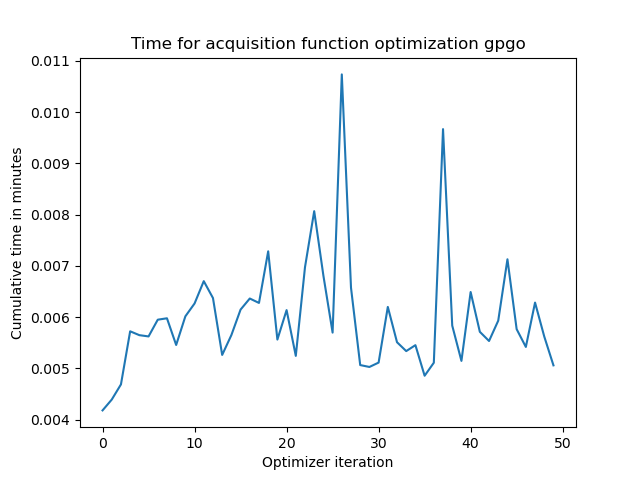 Time for acquisition function optimization gpgo
0.011
0.010
0.009
0.008
0.007
0.006
0.005
0.004
Cumulative time in minutes
0 10 20 30 40 50
Optimizer iteration